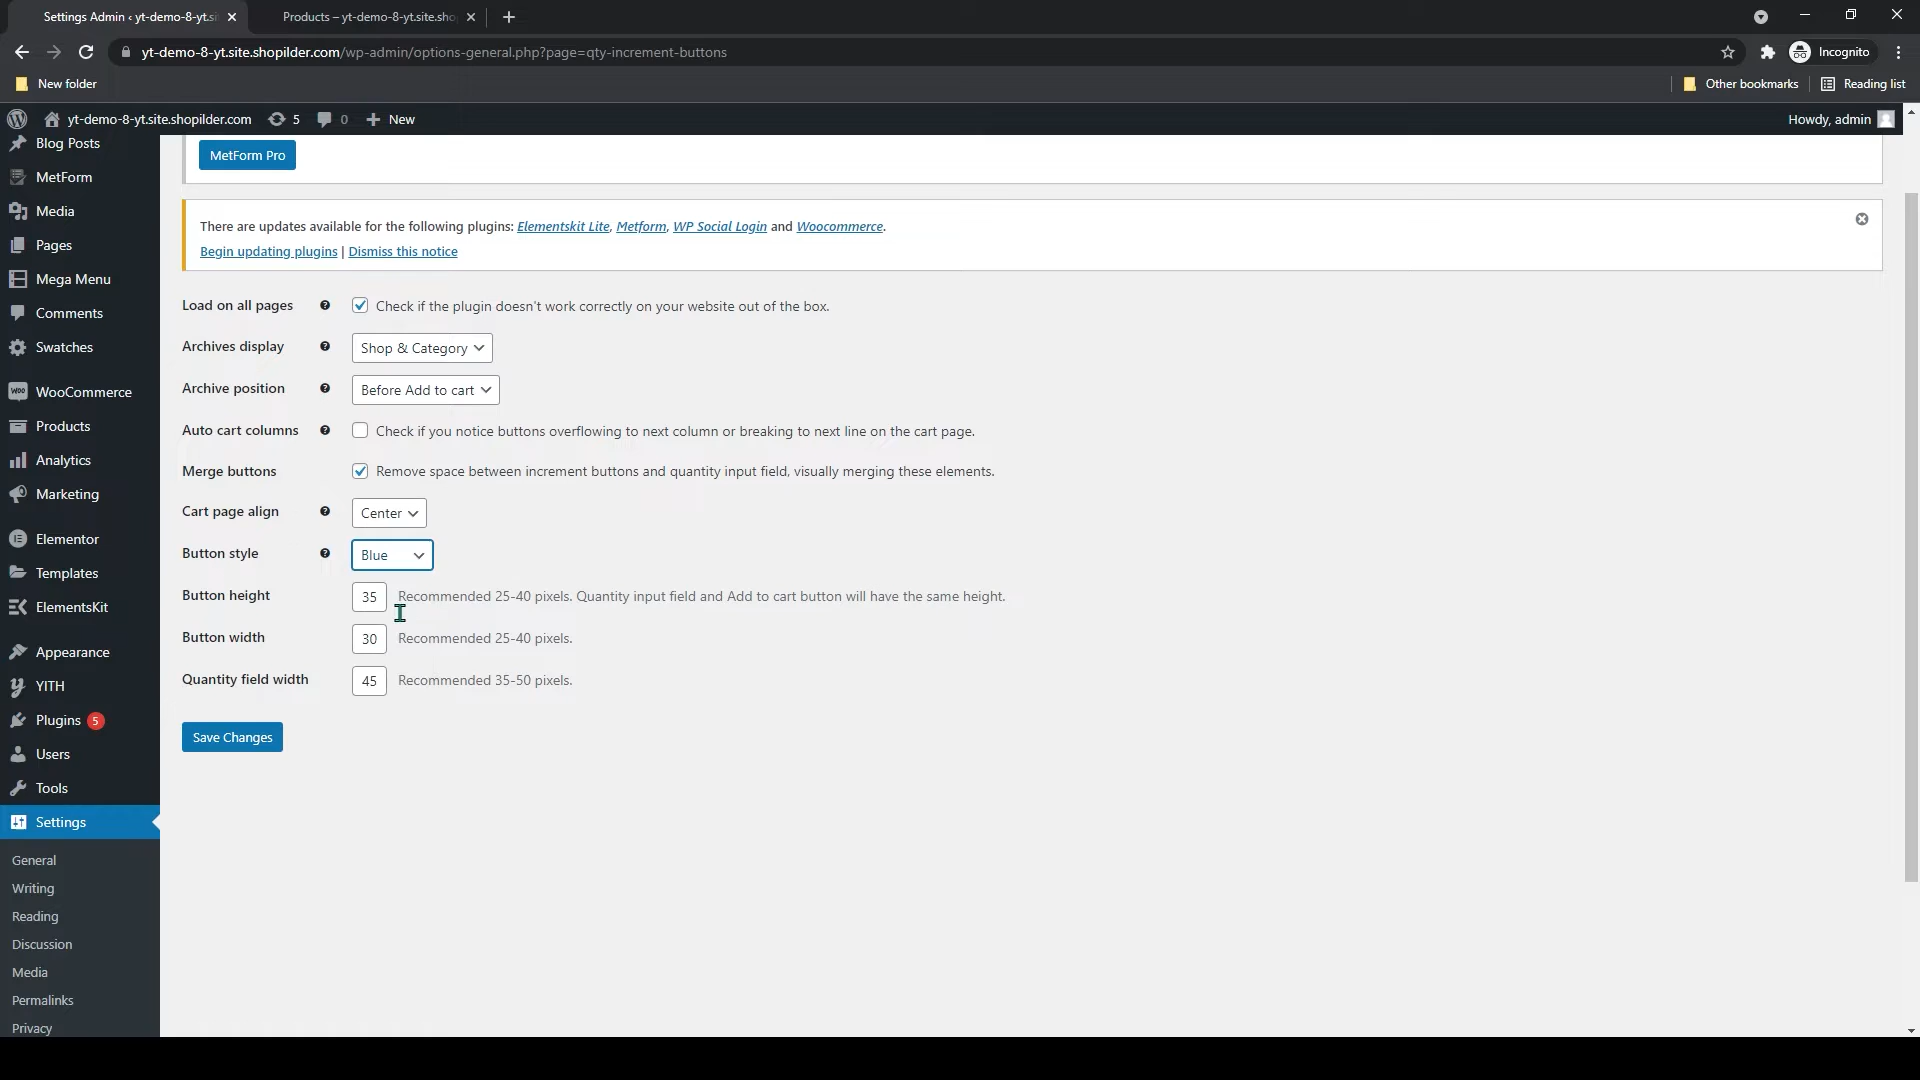 Settings Admin ‹ yt-demo-8-yt.si
Products – yt-demo-8-yt.site.sho
yt-demo-8-yt.site.shopilder.com/wp-admin/options-general.php?page=qty-increment-buttons
Incognito
New folder
Other bookmarks
Reading list
yt-demo-8-yt.site.shopilder.com
5
0
New
Howdy, admin
Blog Posts
MetForm
Media
Pages
Mega Menu
Comments
Swatches
WooCommerce
Products
Analytics
Marketing
Elementor
Templates
ElementsKit
Appearance
YITH
Plugins 5
Users
Tools
Settings
General
Writing
Reading
Discussion
Media
Permalinks
Privacy
MetForm Pro
There are updates available for the following plugins: Elementskit Lite, Metform, WP Social Login and Woocommerce.
Begin updating plugins | Dismiss this notice
Load on all pages Check if the plugin doesn't work correctly on your website out of the box.
Archives display Shop & Category
Archive position Before Add to cart
Auto cart columns Check if you notice buttons overflowing to next column or breaking to next line on the cart page.
Merge buttons Remove space between increment buttons and quantity input field, visually merging these elements.
Cart page align Center
Button style Blue
Button height 35 Recommended 25-40 pixels. Quantity input field and Add to cart button will have the same height.
Button width 30 Recommended 25-40 pixels.
Quantity field width 45 Recommended 35-50 pixels.
Save Changes